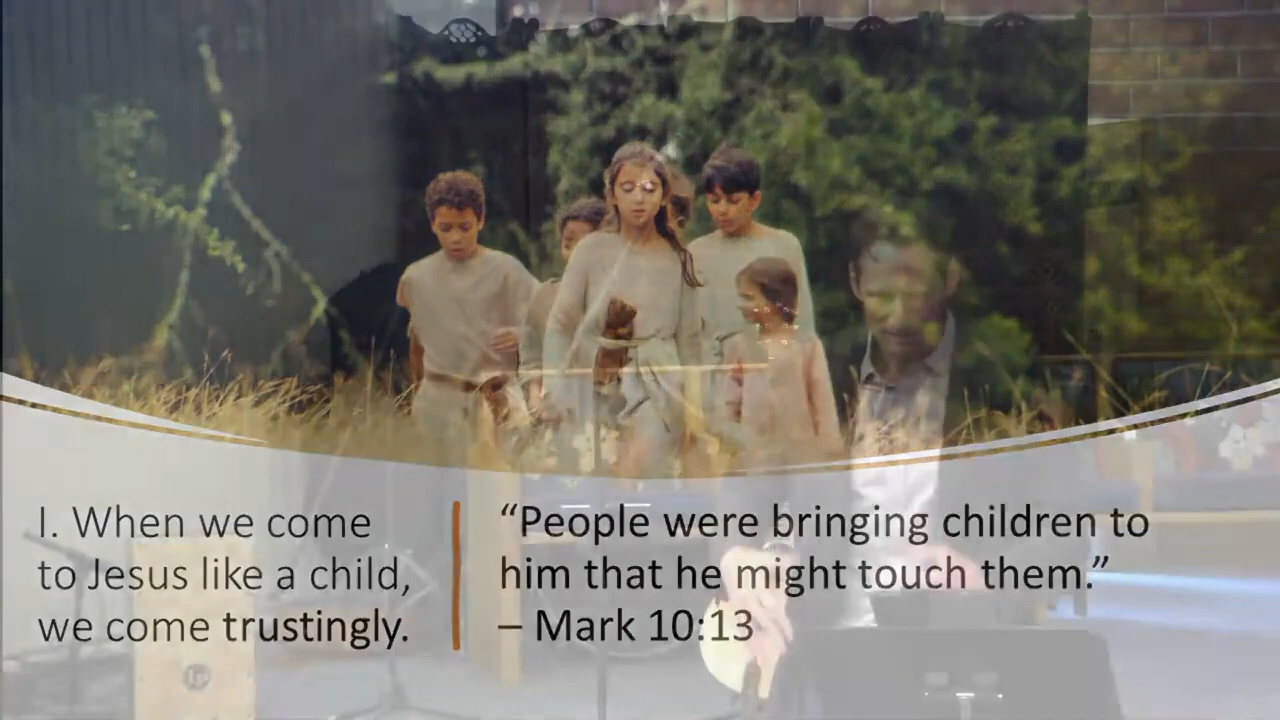 I. When we come
to Jesus like a child,
we come trustingly.
“People were bringing children to
him that he might touch them.”
– Mark 10:13
LP